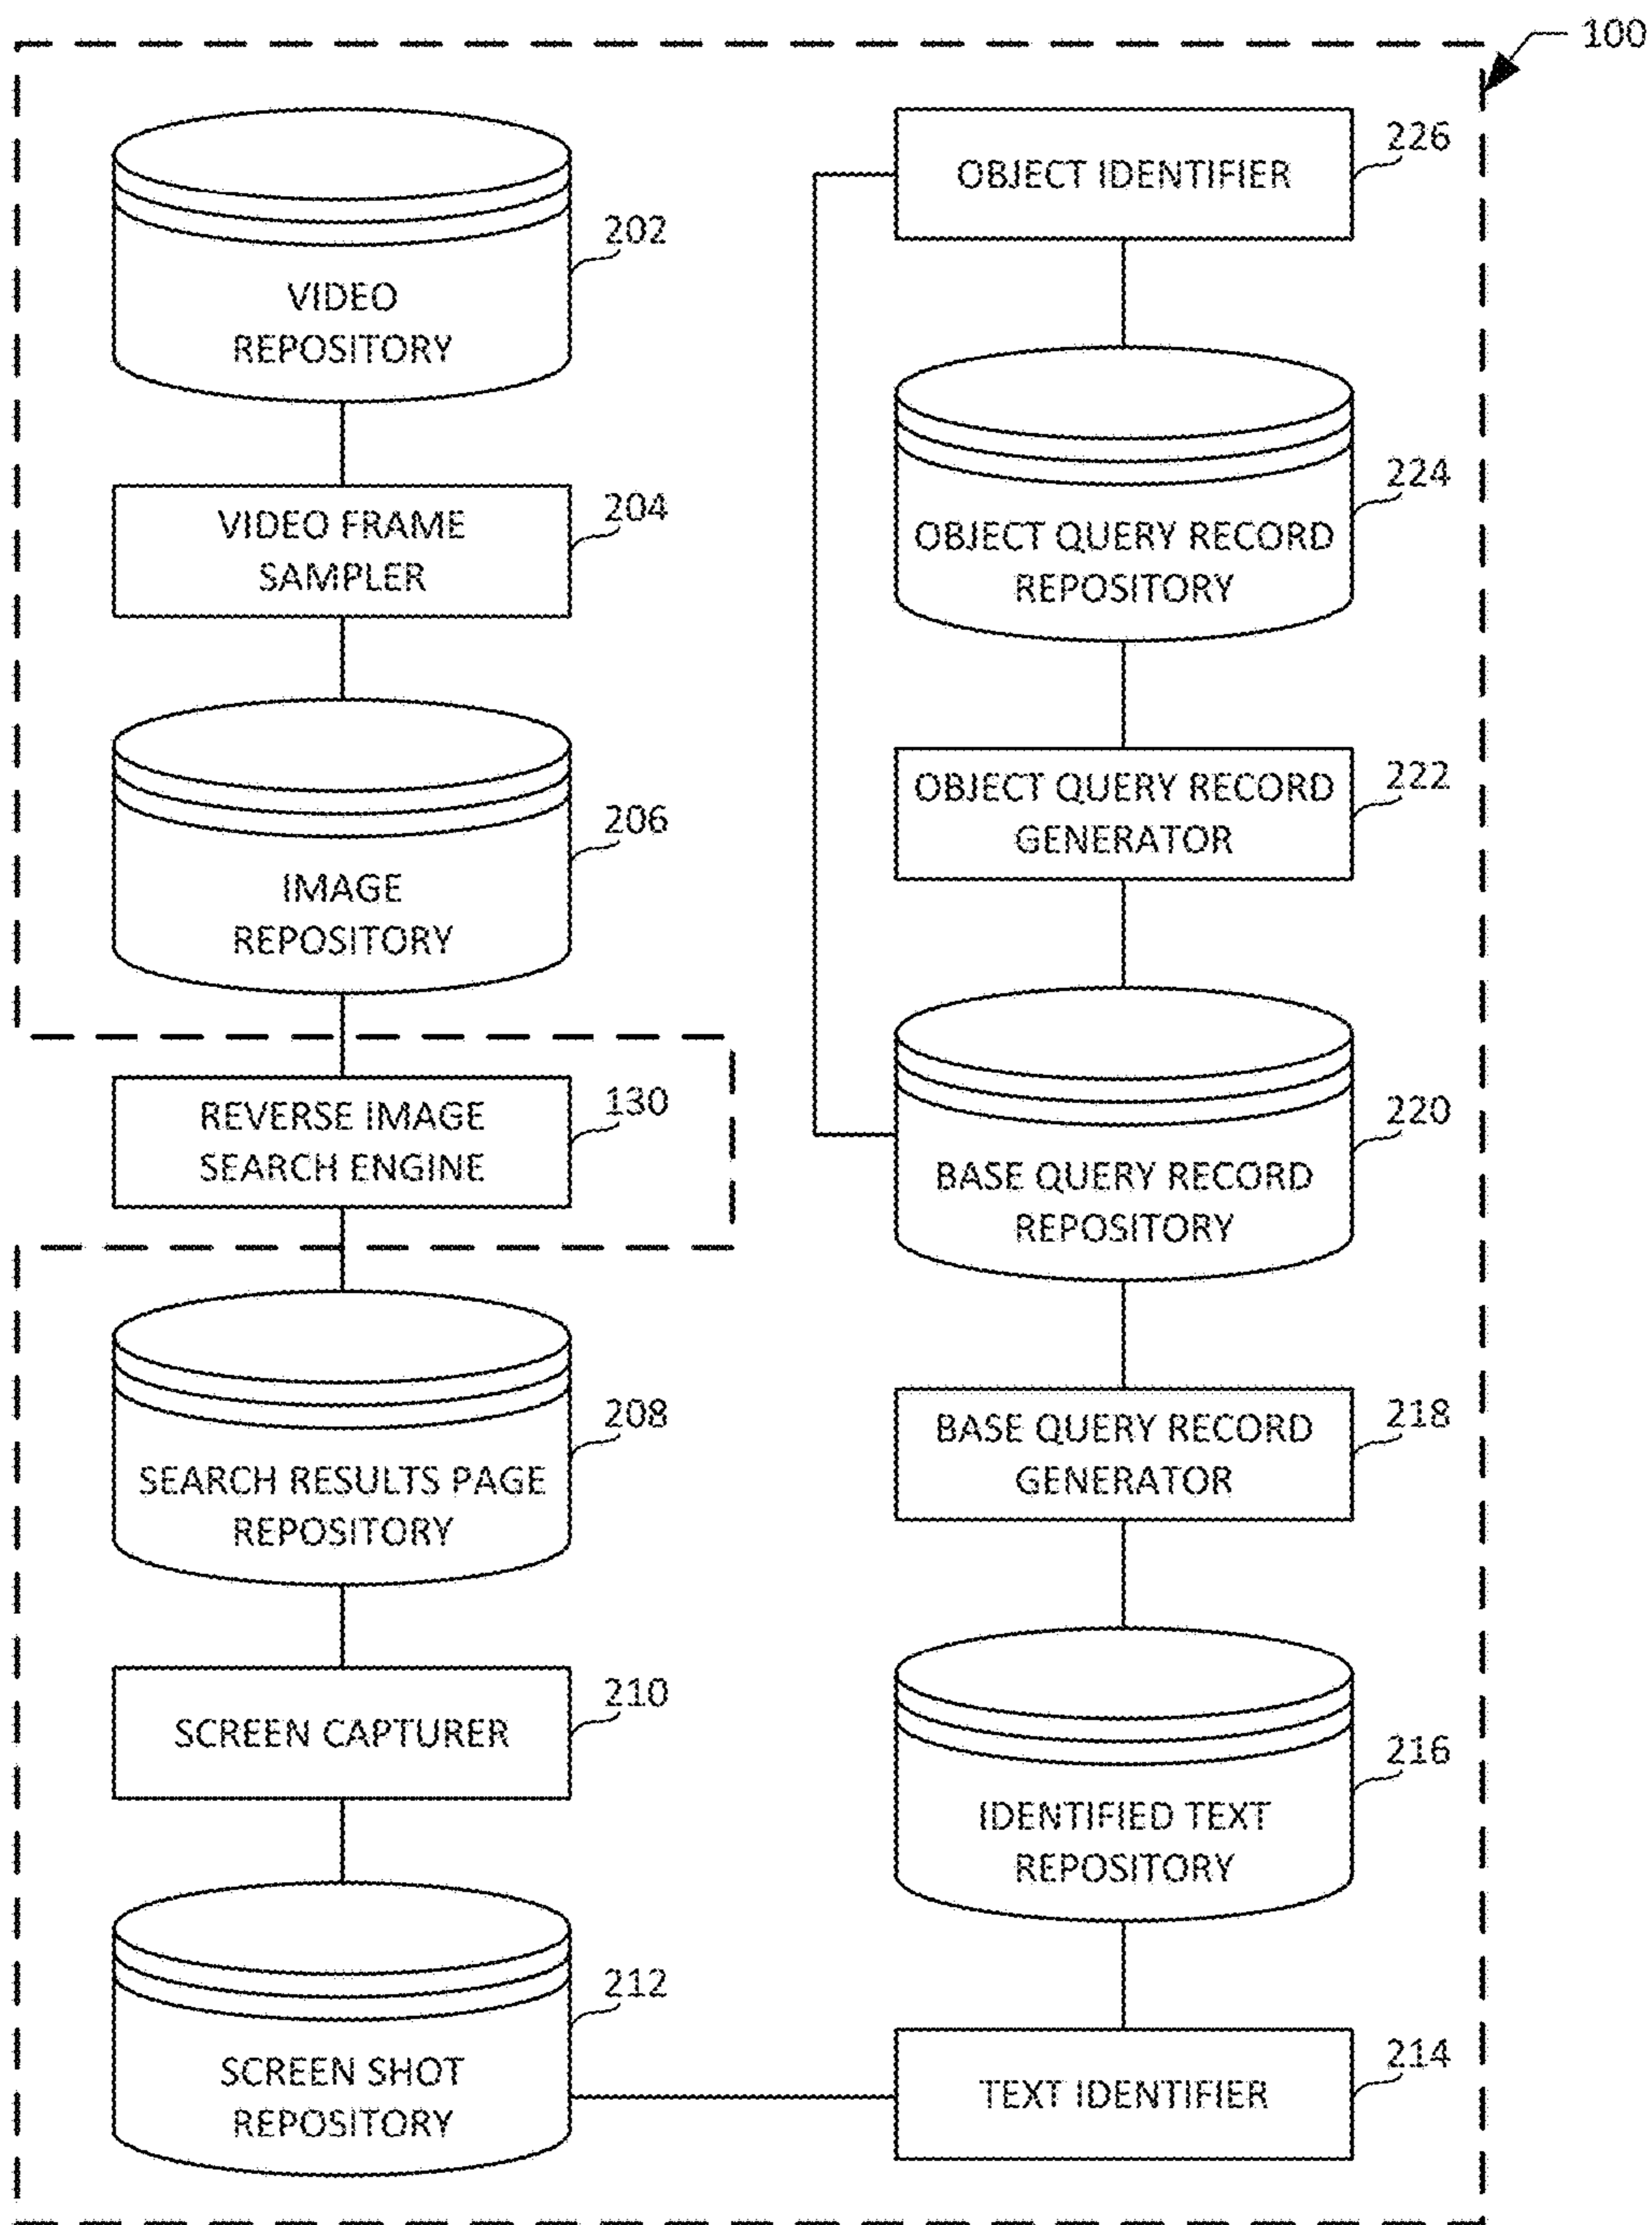 100
VIDEO
REPOSITORY
202
VIDEO FRAME
SAMPLER
204
IMAGE
REPOSITORY
206
REVERSE IMAGE
SEARCH ENGINE
130
SEARCH RESULTS PAGE
REPOSITORY
208
SCREEN CAPTURER
210
SCREEN SHOT
REPOSITORY
212
OBJECT IDENTIFIER
226
OBJECT QUERY RECORD
REPOSITORY
224
OBJECT QUERY RECORD
GENERATOR
222
BASE QUERY RECORD
REPOSITORY
220
BASE QUERY RECORD
GENERATOR
218
IDENTIFIED TEXT
REPOSITORY
216
TEXT IDENTIFIER
214